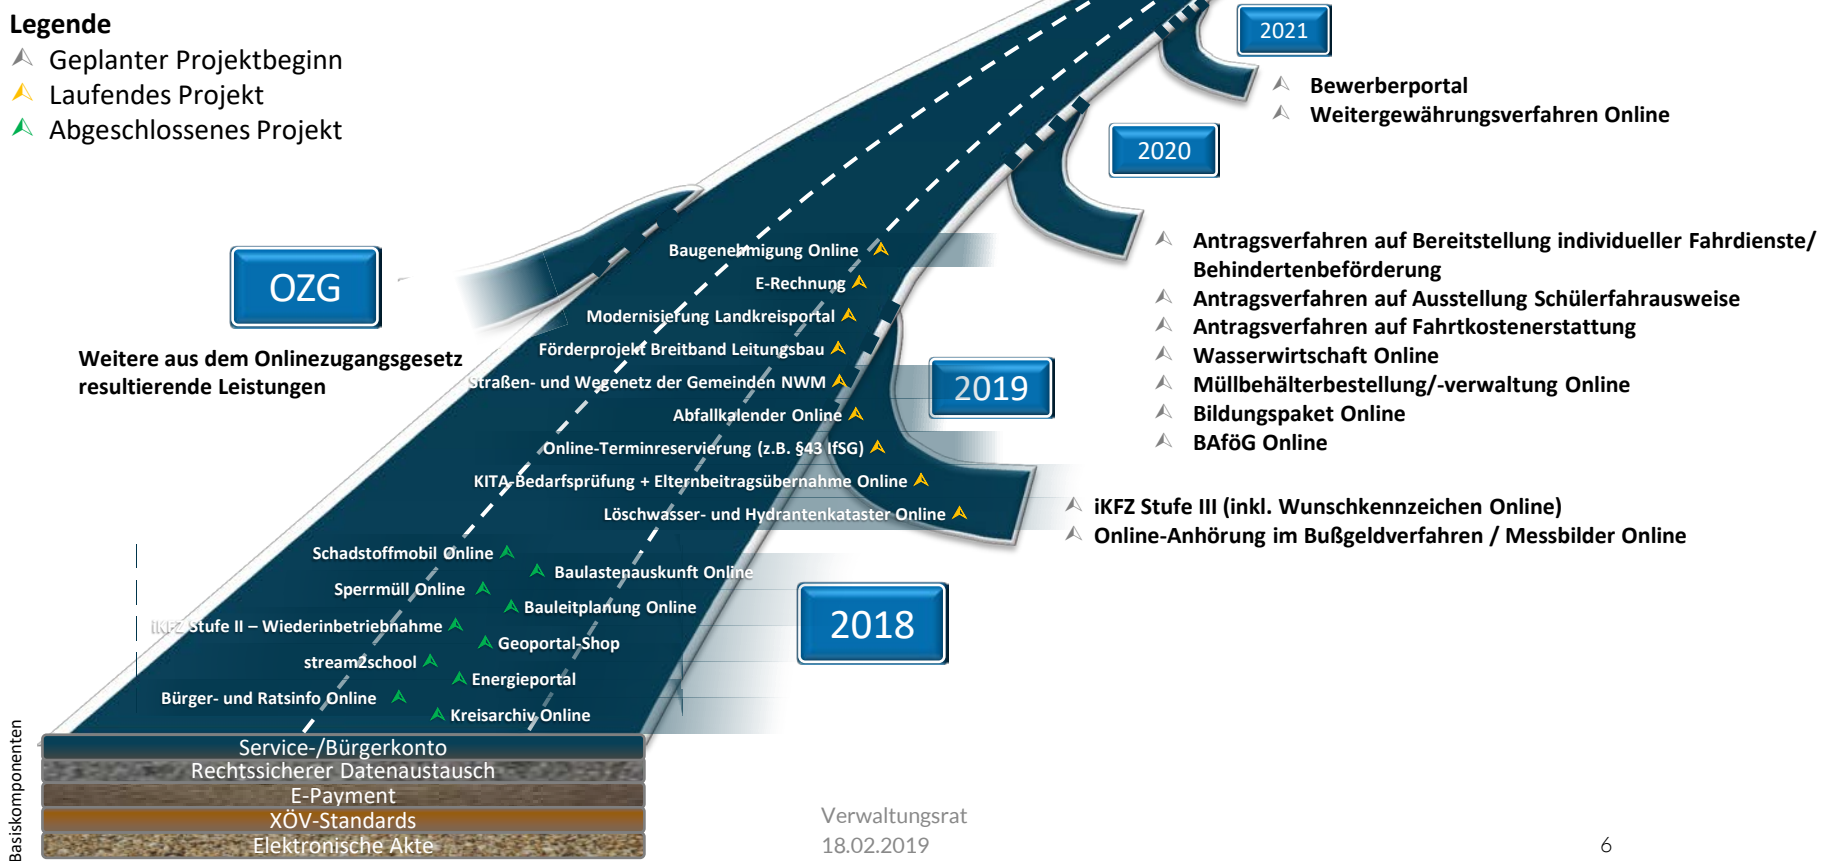 Legende
Geplanter Projektbeginn
Laufendes Projekt
Abgeschlossenes Projekt
2021
Bewerberportal
Weitergewährungsverfahren Online
2020
Antragsverfahren auf Bereitstellung individueller Fahrdienste/
Behindertenbeförderung
Antragsverfahren auf Ausstellung Schülerfahrausweise
Antragsverfahren auf Fahrtkostenerstattung
Wasserwirtschaft Online
Müllbehälterbestellung/-verwaltung Online
Bildungspaket Online
BAföG Online
OZG
Weitere aus dem Onlinezugangsgesetz
resultierende Leistungen
Baugenehmigung Online
E-Rechnung
Modernisierung Landkreisportal
Förderprojekt Breitband Leitungsbau
Straßen- und Wegenetz der Gemeinden NWM
Abfallkalender Online
Online-Terminreservierung (z.B. §43 IfSG)
KITA-Bedarfsprüfung + Elternbeitragsübernahme Online
Löschwasser- und Hydrantenkataster Online
2019
iKFZ Stufe III (inkl. Wunschkennzeichen Online)
Online-Anhörung im Bußgeldverfahren / Messbilder Online
Schadstoffmobil Online
Baulastenauskunft Online
Sperrmüll Online
Bauleitplanung Online
iKFZ Stufe II – Wiederinbetriebnahme
Geoportal-Shop
stream2school
Energieportal
Bürger- und Ratsinfo Online
Kreisarchiv Online
2018
Basiskomponenten
Service-/Bürgerkonto
Rechtssicherer Datenaustausch
E-Payment
XÖV-Standards
Elektronische Akte
Verwaltungsrat
18.02.2019
6